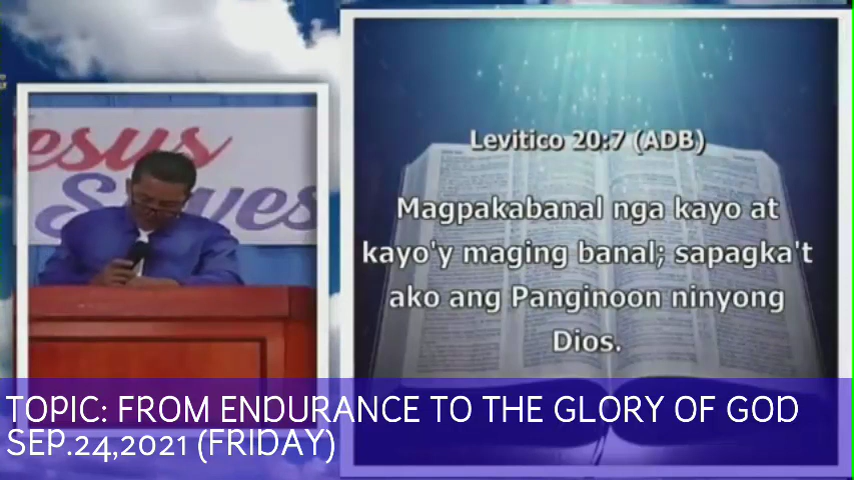 Jesus
Saves
Levitico 20:7 (ADB)
Magpakabanal nga kayo at
kayo'y maging banal; sapagka't
ako ang Panginoon ninyong
Dios.
TOPIC: FROM ENDURANCE TO THE GLORY OF GOD
SEP.24,2021 (FRIDAY)